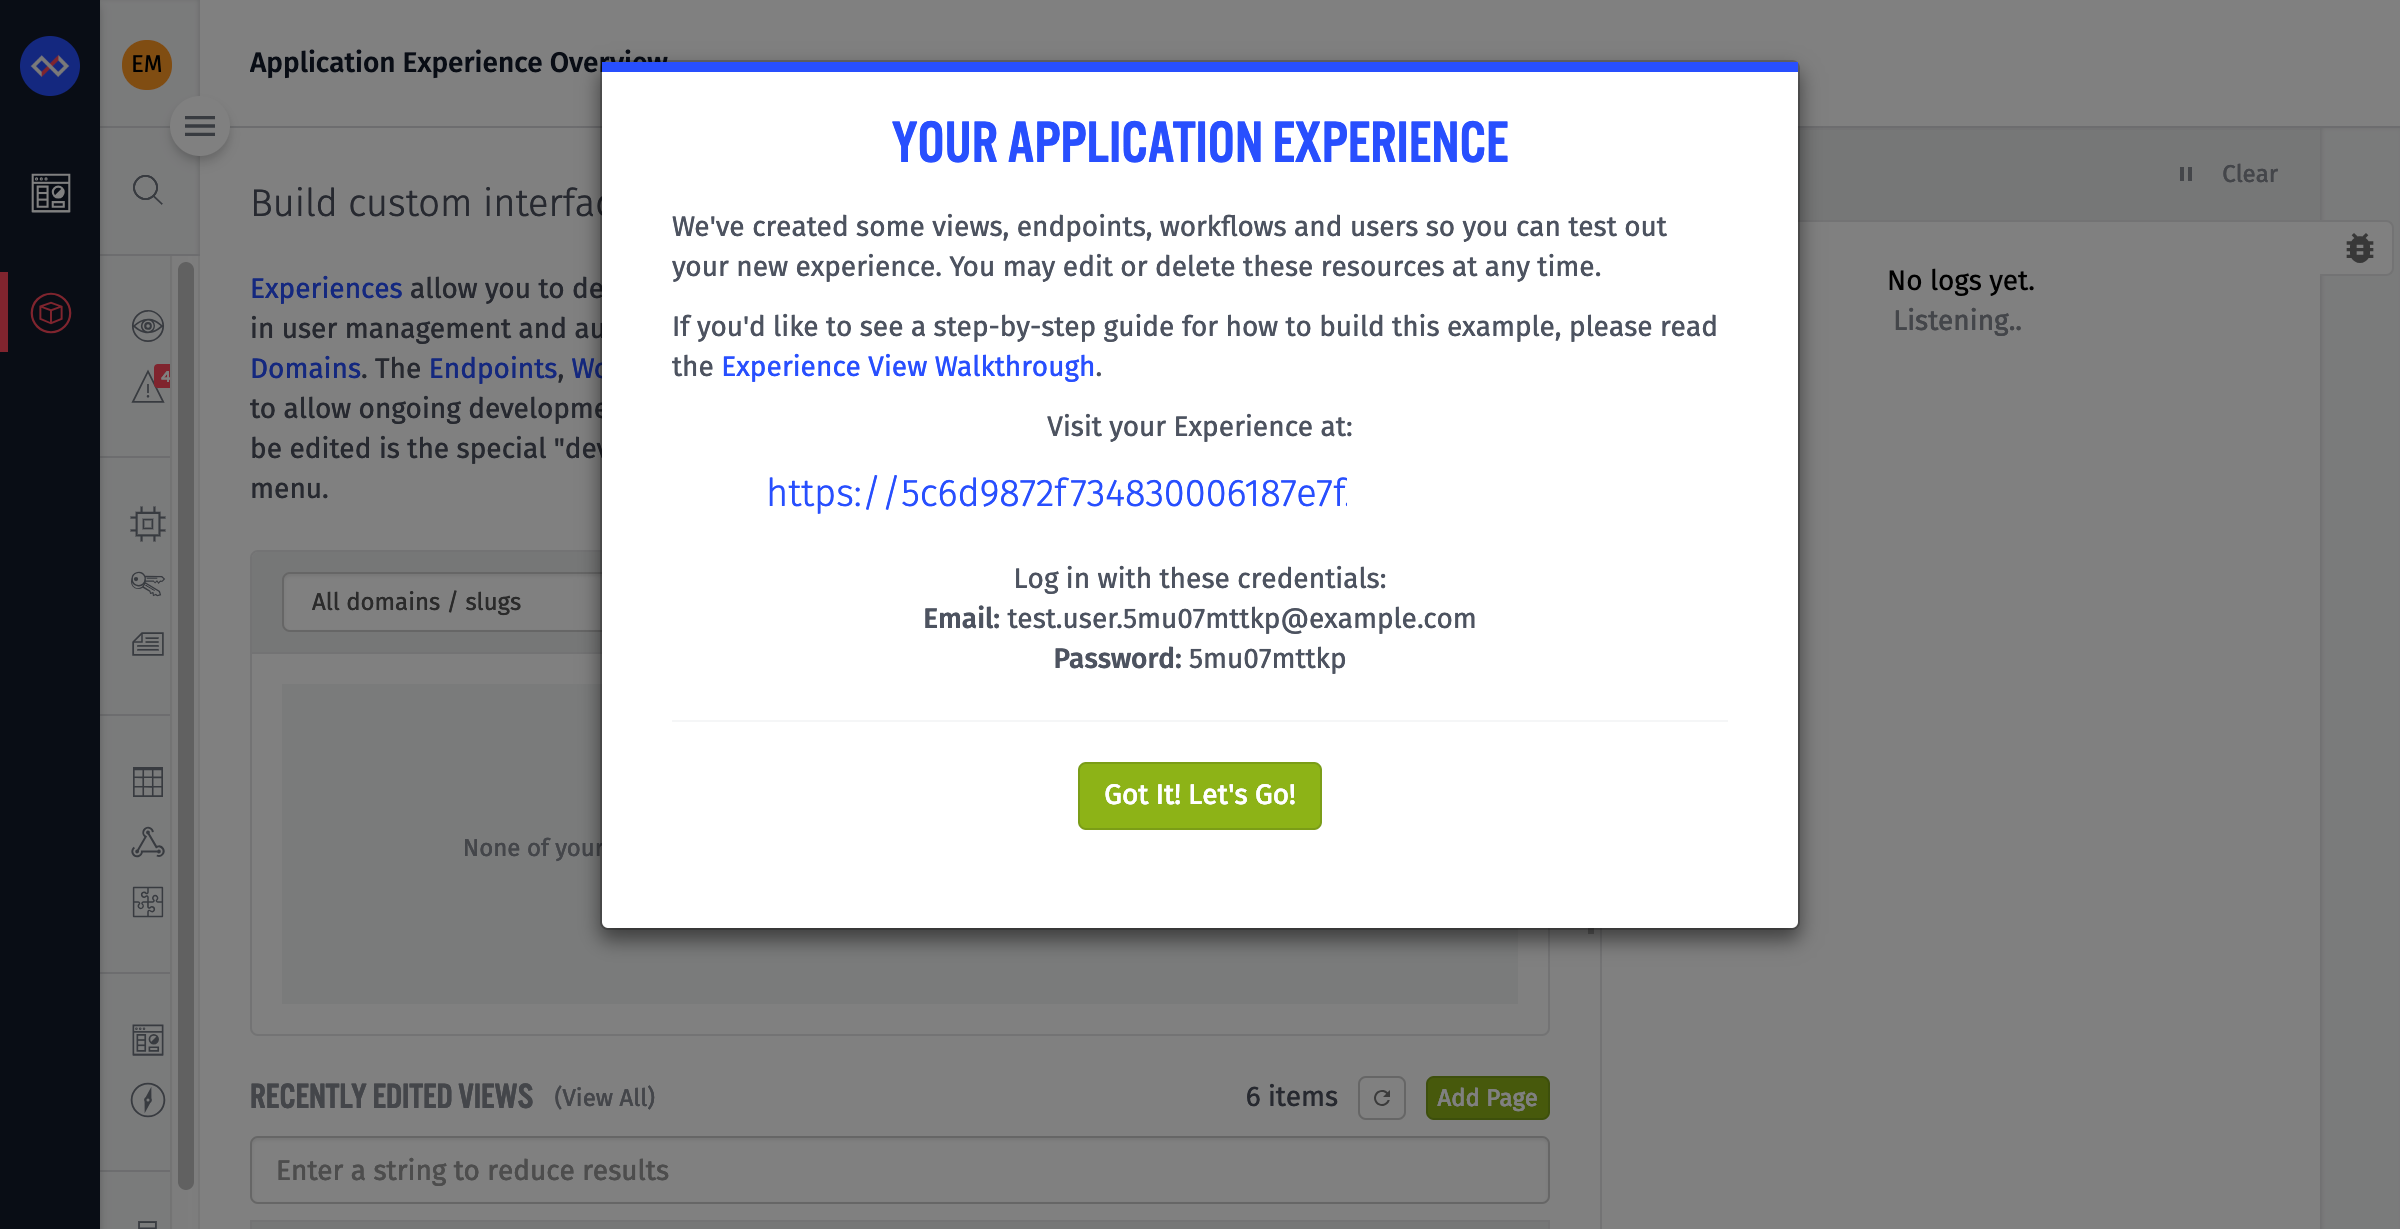 EM
Application Experience Overview
Build custom interfac
Experiences allow you to de
in user management and au
Domains. The Endpoints, Wo
to allow ongoing developme
be edited is the special "dev
menu.
4
All domains / slugs
None of your
RECENTLY EDITED VIEWS (View All)
6 items
Add Page
Enter a string to reduce results
YOUR APPLICATION EXPERIENCE
We've created some views, endpoints, workflows and users so you can test out
your new experience. You may edit or delete these resources at any time.
If you'd like to see a step-by-step guide for how to build this example, please read
the Experience View Walkthrough.
Visit your Experience at:
https://5c6d9872f734830006187e7f.
Log in with these credentials:
Email: test.user.5mu07mttkp@example.com
Password: 5mu07mttkp
Got It! Let's Go!
Clear
No logs yet.
Listening..